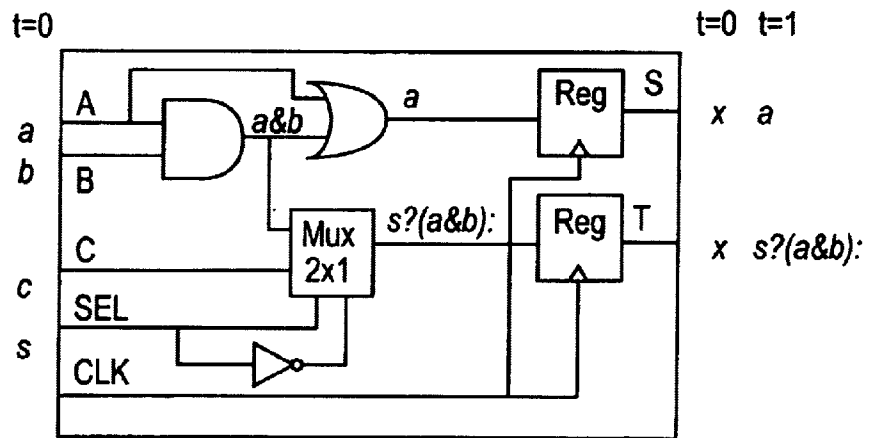 t=0
t=0 t=1
A
a
Reg
S
x a
a
a&b
b
B
s?(a&b):
Reg
T
x s?(a&b):
Mux
2x1
C
c
SEL
s
CLK